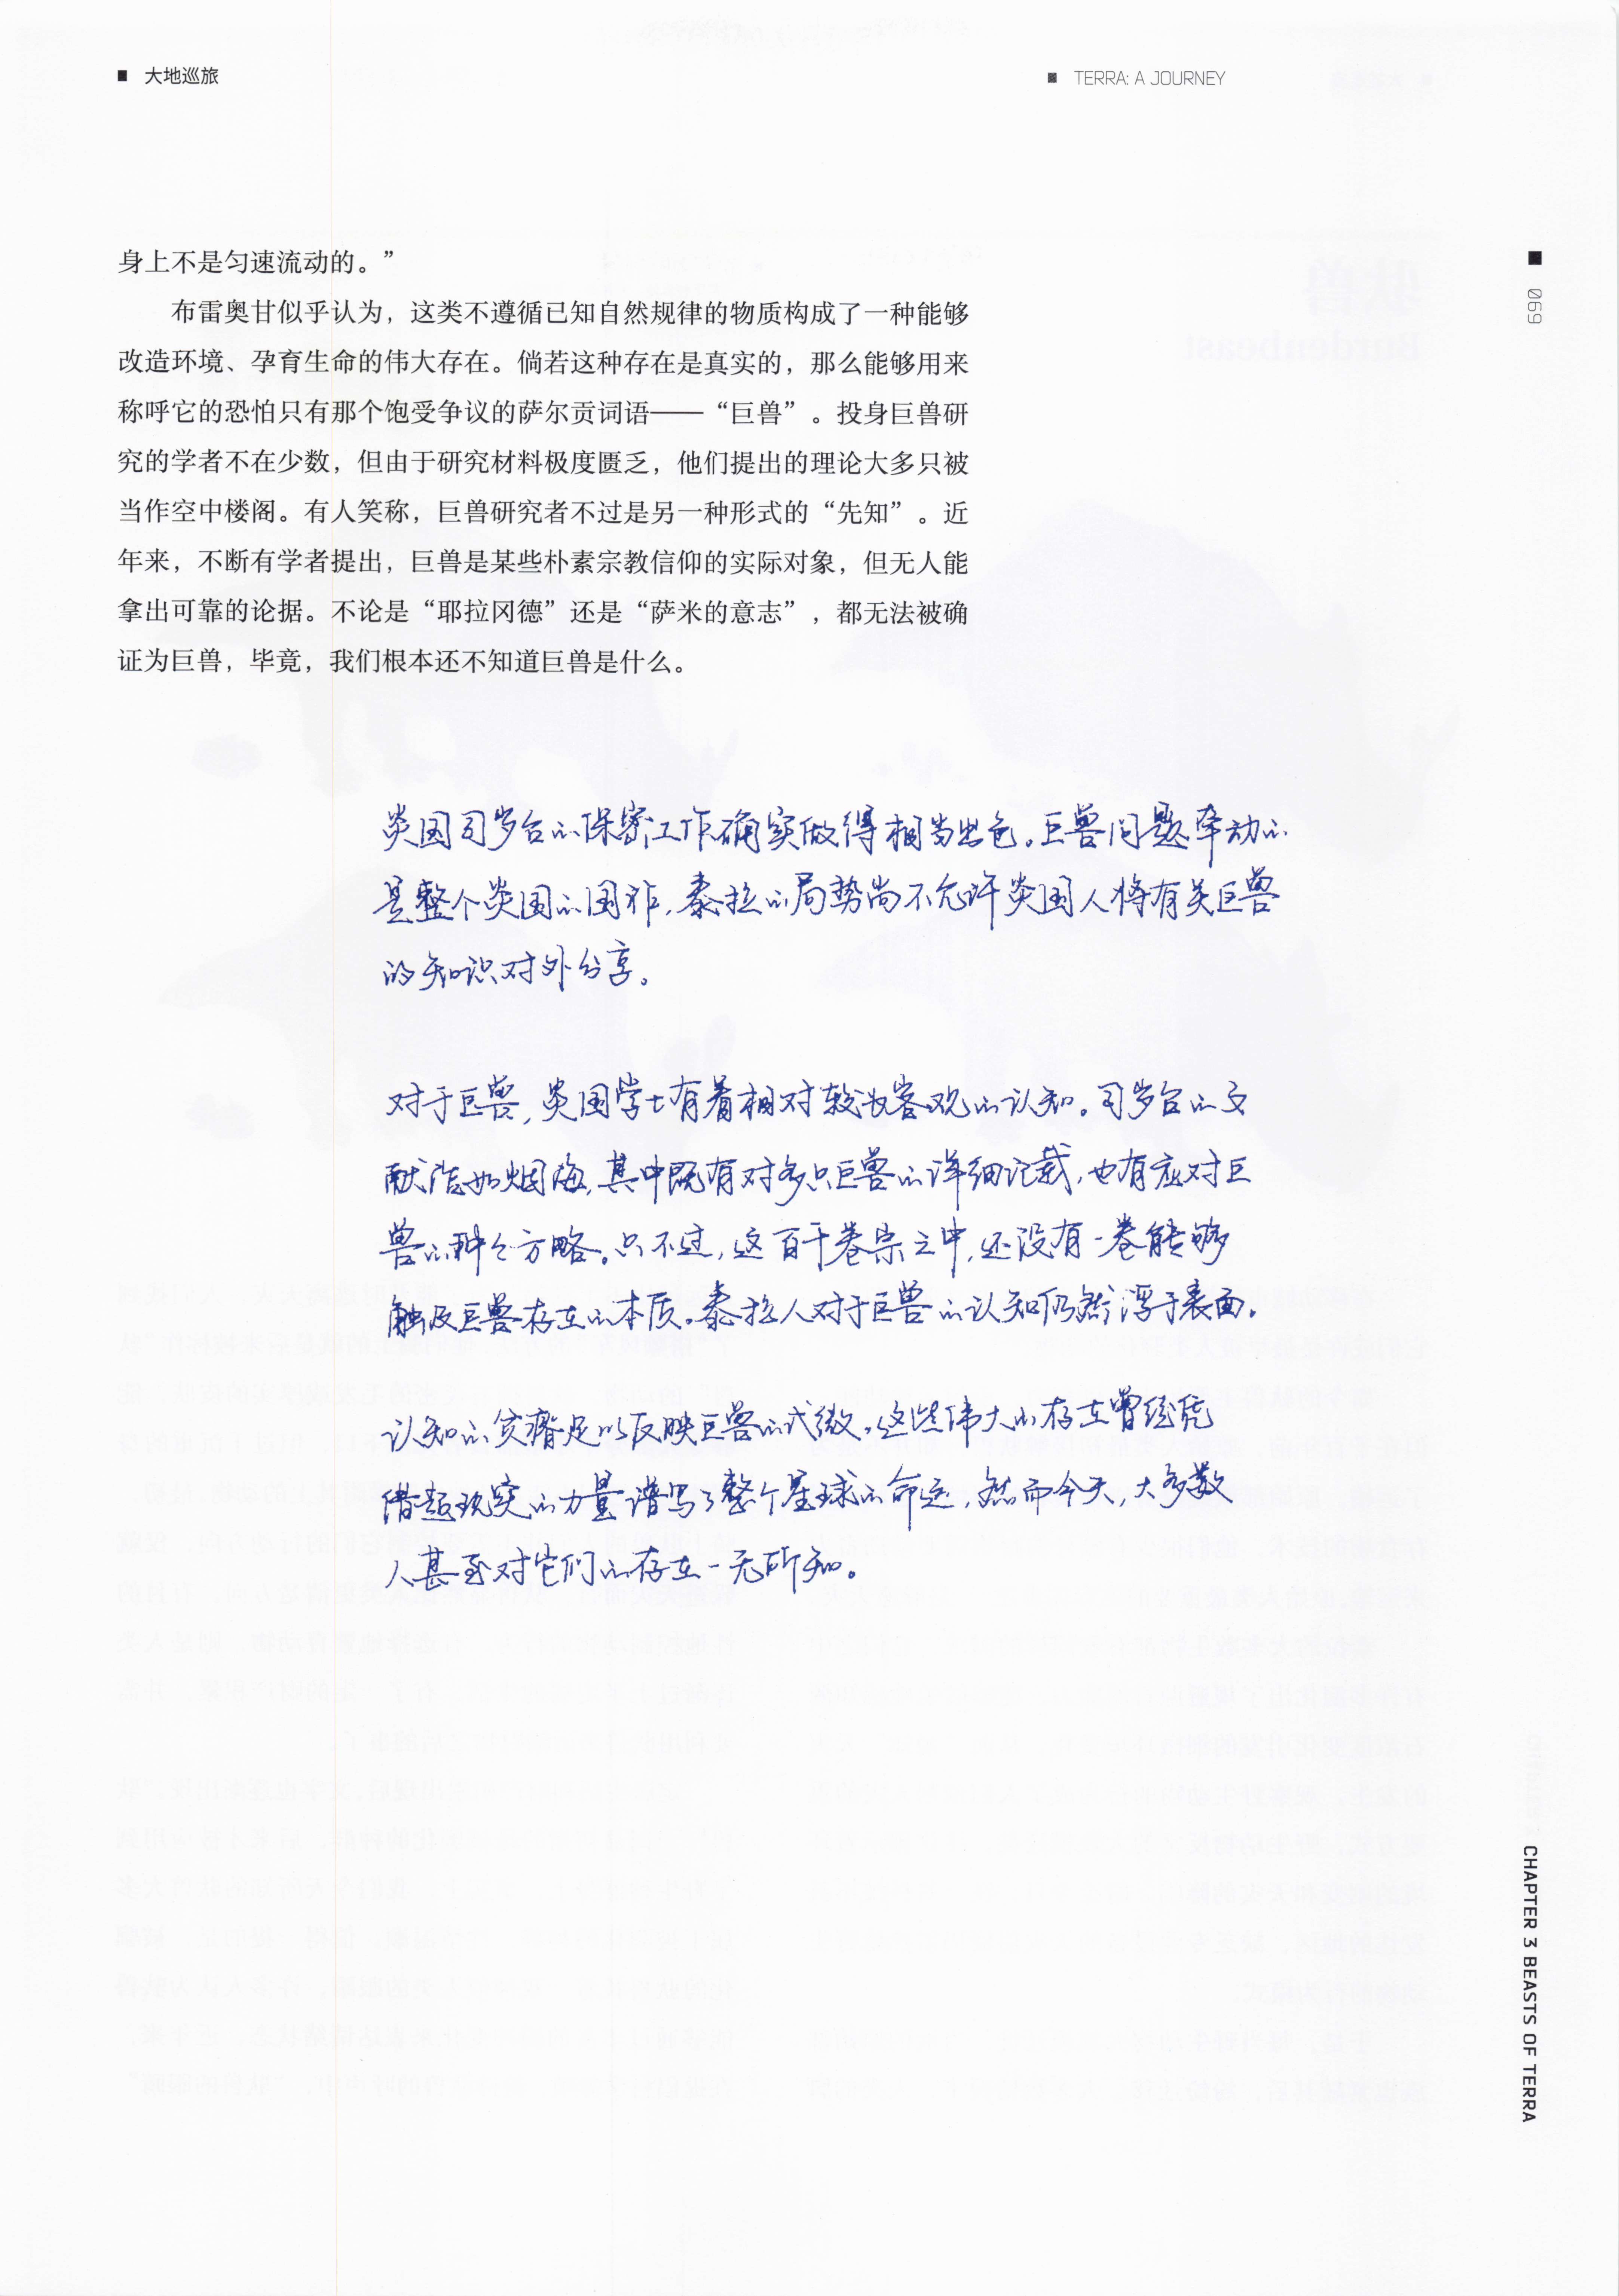 大地巡旅
TERRA: A JOURNEY
069
身上不是匀速流动的。”
布雷奥甘似乎认为，这类不遵循已知自然规律的物质构成了一种能够
改造环境、孕育生命的伟大存在。倘若这种存在是真实的，那么能够用来
称呼它的恐怕只有那个饱受争议的萨尔贡词语——“巨兽”。投身巨兽研
究的学者不在少数，但由于研究材料极度匮乏，他们提出的理论大多只被
当作空中楼阁。有人笑称，巨兽研究者不过是另一种形式的“先知”。近
年来，不断有学者提出，巨兽是某些朴素宗教信仰的实际对象，但无人能
拿出可靠的论据。不论是“耶拉冈德”还是“萨米的意志”，都无法被确
证为巨兽，毕竟，我们根本还不知道巨兽是什么。
炎国司岁台的保密工作确实做得相当出色。巨兽问题牵动的
是整个炎国的国祚，泰拉的局势尚不允许炎国人将有关巨兽
的知识对外分享。
对于巨兽，炎国学士有着相对较为客观的认知。司岁台的文
献浩如烟海，其中既有对多只巨兽的详细记载，也有应对巨
兽的种种方略。只不过，这百千卷宗之中，还没有一卷能够
触及巨兽存在的本质。泰拉人对于巨兽的认知仍然浮于表面。
认知的贫瘠足以反映巨兽的式微。这些伟大的存在曾经凭
借超现实的力量谱写了整个星球的命运，然而今天，大多数
人甚至对它们的存在一无所知。
CHAPTER 3 BEASTS OF TERRA